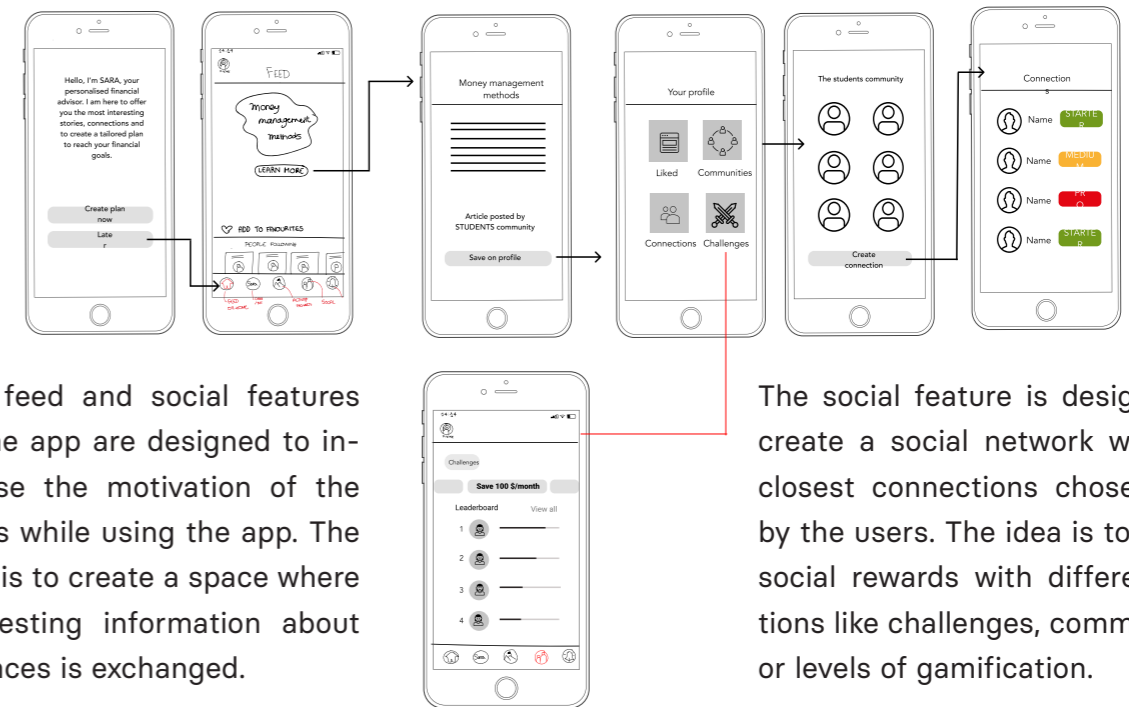 Hello, I'm SARA, your
personalised financial
advisor. I am here to offer
you the most interesting
stories, connections and
to create a tailored plan
to reach your financial
goals.
Create plan
now
Late
r
FEED
Money
management
methods
LEARN MORE
ADD TO FAVOURITES
PEOPLE FOLLOWING
Sara
SOCIAL
Money management
methods
Article posted by
STUDENTS community
Save on profile
Your profile
Liked
Communities
Connections
Challenges
The students community
Create
connection
Connection
s
Name
STARTE
R
Name
MEDIU
M
Name
PR
O
Name
STARTE
R
feed and social features
he app are designed to in-
se the motivation of the
s while using the app. The
is to create a space where
esting information about
nces is exchanged.
Challenges
Save 100 $/month
Leaderboard
View all
1
2
3
4
Sara
The social feature is desig
create a social network w
closest connections chose
by the users. The idea is to
social rewards with differe
tions like challenges, comm
or levels of gamification.